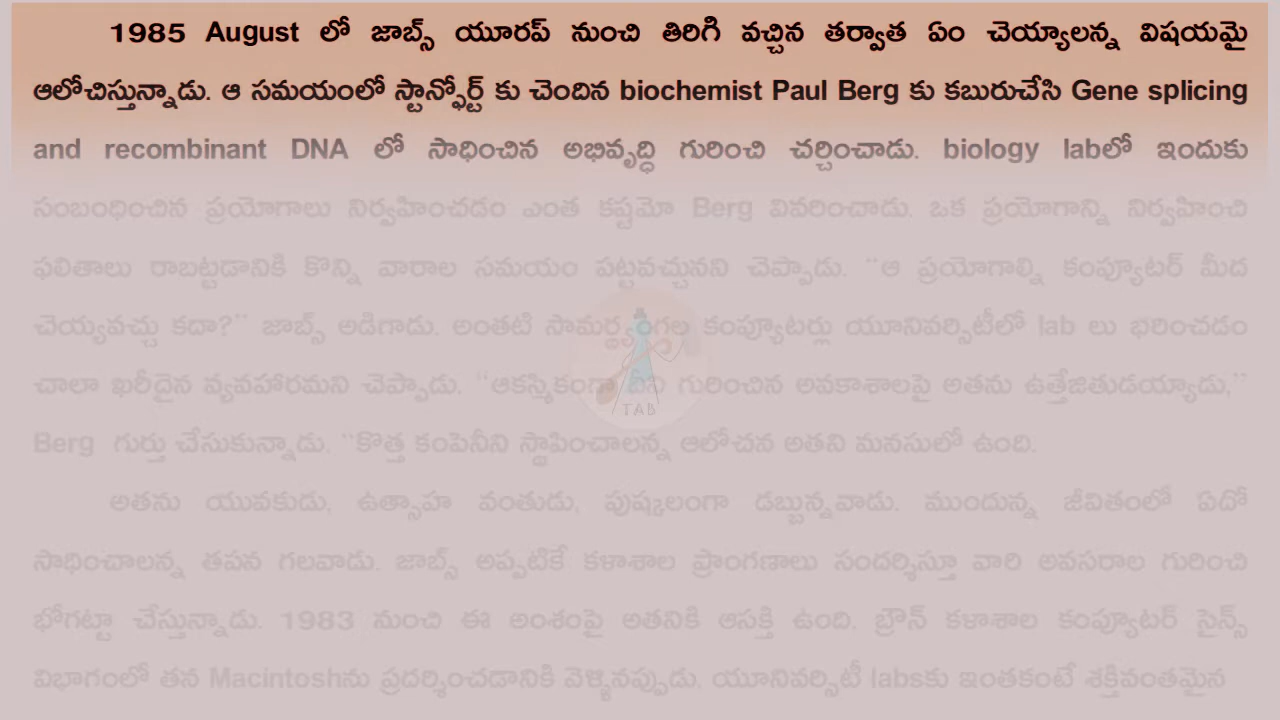 1985 August లో జాబ్స్ యూరప్ నుంచి తిరిగి వచ్చిన తర్వాత ఏం చెయ్యాలన్న విషయమై
ఆలోచిస్తున్నాడు. ఆ సమయంలో స్టాన్ఫోర్ట్ కు చెందిన biochemist Paul Berg కు కబురుచేసి Gene splicing
and recombinant DNA లో సాధించిన అభివృద్ధి గురించి చర్చించాడు. biology labలో ఇందుకు
సంబంధించిన ప్రయోగాలు నిర్వహించడం ఎంత కష్టమో Berg వివరించాడు. ఒక ప్రయోగాన్ని నిర్వహించి
ఫలితాలు రాబట్టడానికి కొన్ని వారాల సమయం పట్టవచ్చునని చెప్పాడు. “ఆ ప్రయోగాల్ని కంప్యూటర్ మీద
చెయ్యవచ్చు కదా?” జాబ్స్ అడిగాడు. అంతటి సామర్థ్యంగల కంప్యూటర్లు యూనివర్సిటీలో lab లు భరించడం
చాలా ఖరీదైన వ్యవహారమని చెప్పాడు. “ఆకస్మికంగా దీని గురించిన అవకాశాలపై అతను ఉత్తేజితుడయ్యాడు,”
Berg గుర్తు చేసుకున్నాడు. “కొత్త కంపెనీని స్థాపించాలన్న ఆలోచన అతని మనసులో ఉంది.
అతను యువకుడు, ఉత్సాహ వంతుడు, పుష్కలంగా డబ్బున్నవాడు. ముందున్న జీవితంలో ఏదో
సాధించాలన్న తపన గలవాడు. జాబ్స్ అప్పటికే కళాశాల ప్రాంగణాలు సందర్శిస్తూ వారి అవసరాల గురించి
భోగట్టా చేస్తున్నాడు. 1983 నుంచి ఈ అంశంపై అతనికి ఆసక్తి ఉంది. బ్రౌన్ కళాశాల కంప్యూటర్ సైన్స్
విభాగంలో తన Macintoshను ప్రదర్శించడానికి వెళ్ళినప్పుడు, యూనివర్సిటీ labsకు ఇంతకంటే శక్తివంతమైన
TAB